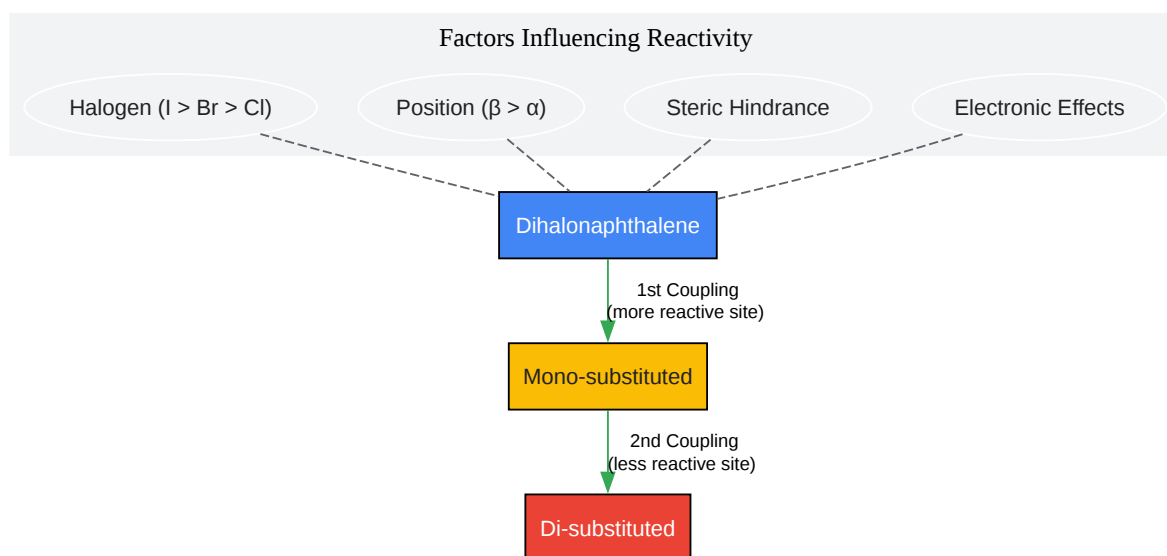 Factors Influencing Reactivity
Halogen (I > Br > Cl)
Position (β > α)
Steric Hindrance
Electronic Effects
Dihalonaphthalene
1st Coupling
(more reactive site)
Mono-substituted
2nd Coupling
(less reactive site)
Di-substituted